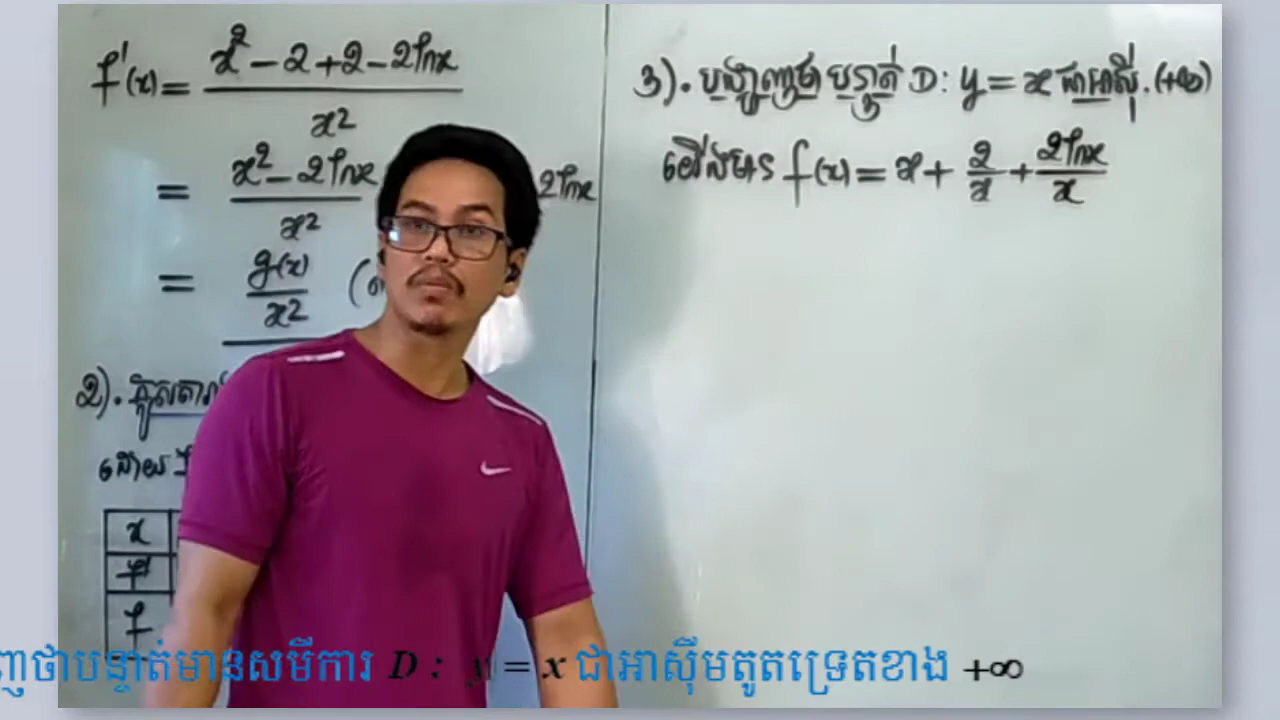 f'(x) = (x² − 2 + 2 − 2lnx) / x²
= (x² − 2lnx) / x²
2lnx
= g(x) / x²
2).
ដោយ
x
f'
f
3). បង្ហាញថា បន្ទាត់ D: y = x ជាអាស៊ី. (+∞)
យើងមាន f(x) = x + 2/x + 2lnx/x
ញថាបន្ទាត់មានសមីការ D : y = x ជាអាស៊ីមតូតទ្រេតខាង +∞